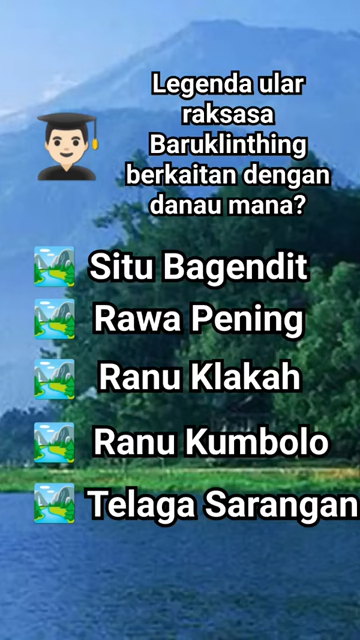 Legenda ular
raksasa
Baruklinthing
berkaitan dengan
danau mana?
Situ Bagendit
Rawa Pening
Ranu Klakah
Ranu Kumbolo
Telaga Sarangan